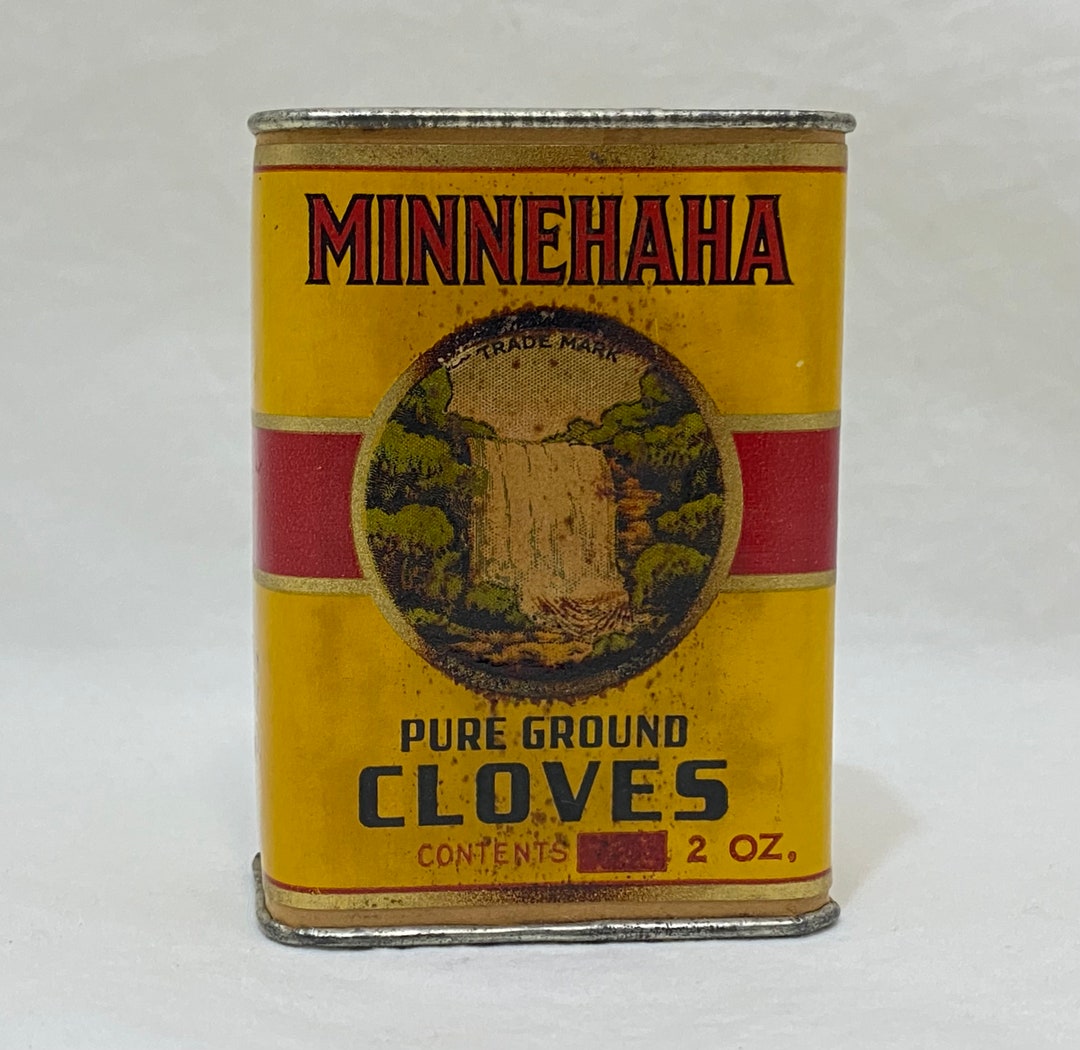 MINNEHAHA
TRADE MARK
PURE GROUND
CLOVES
CONTENTS 2 OZ.